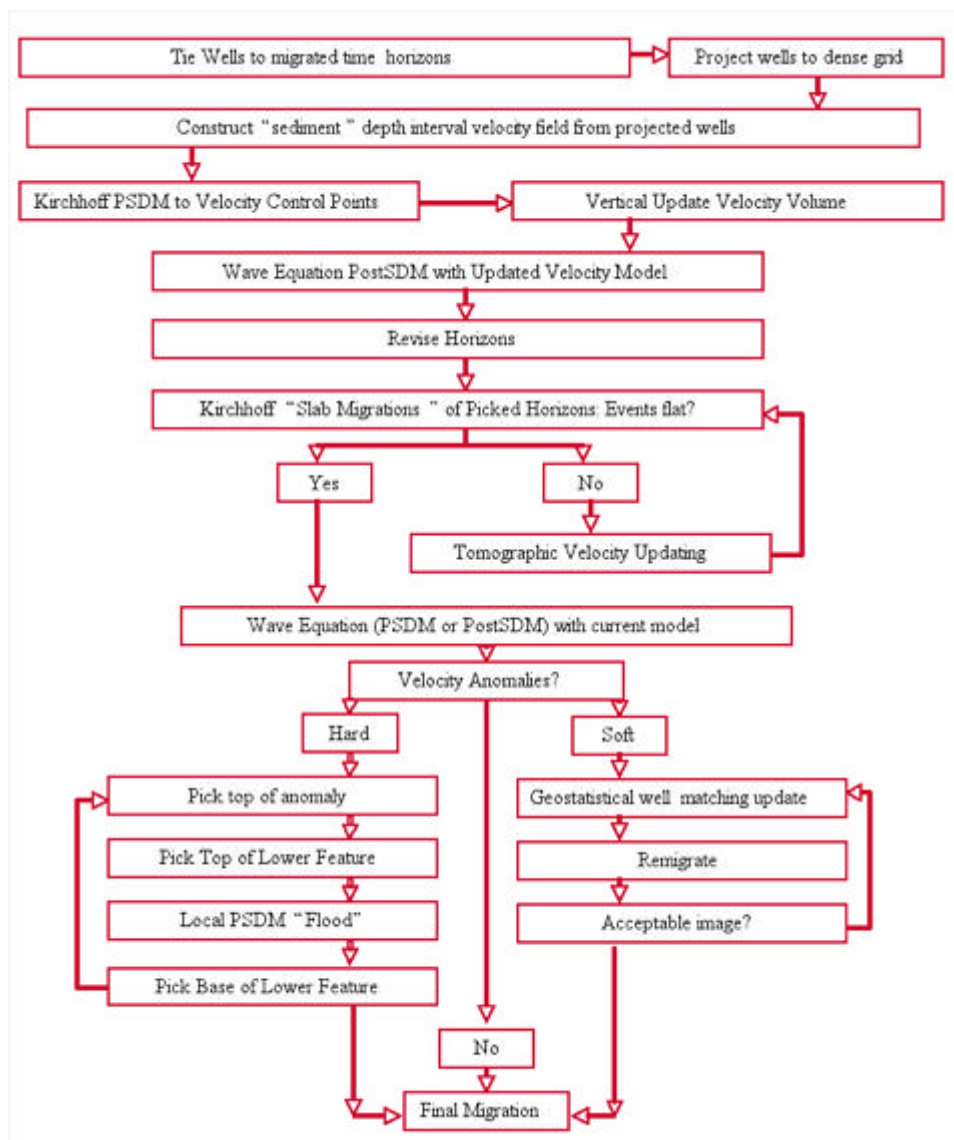 Tie Wells to migrated time horizons
Project wells to dense grid
Construct “sediment” depth interval velocity field from projected wells
Kirchhoff PSDM to Velocity Control Points
Vertical Update Velocity Volume
Wave Equation PostSDM with Updated Velocity Model
Revise Horizons
Kirchhoff “Slab Migrations” of Picked Horizons: Events flat?
Yes
No
Tomographic Velocity Updating
Wave Equation (PSDM or PostSDM) with current model
Velocity Anomalies?
Hard
Soft
Pick top of anomaly
Geostatistical well matching update
Pick Top of Lower Feature
Remigrate
Local PSDM “Flood”
Acceptable image?
Pick Base of Lower Feature
No
Final Migration